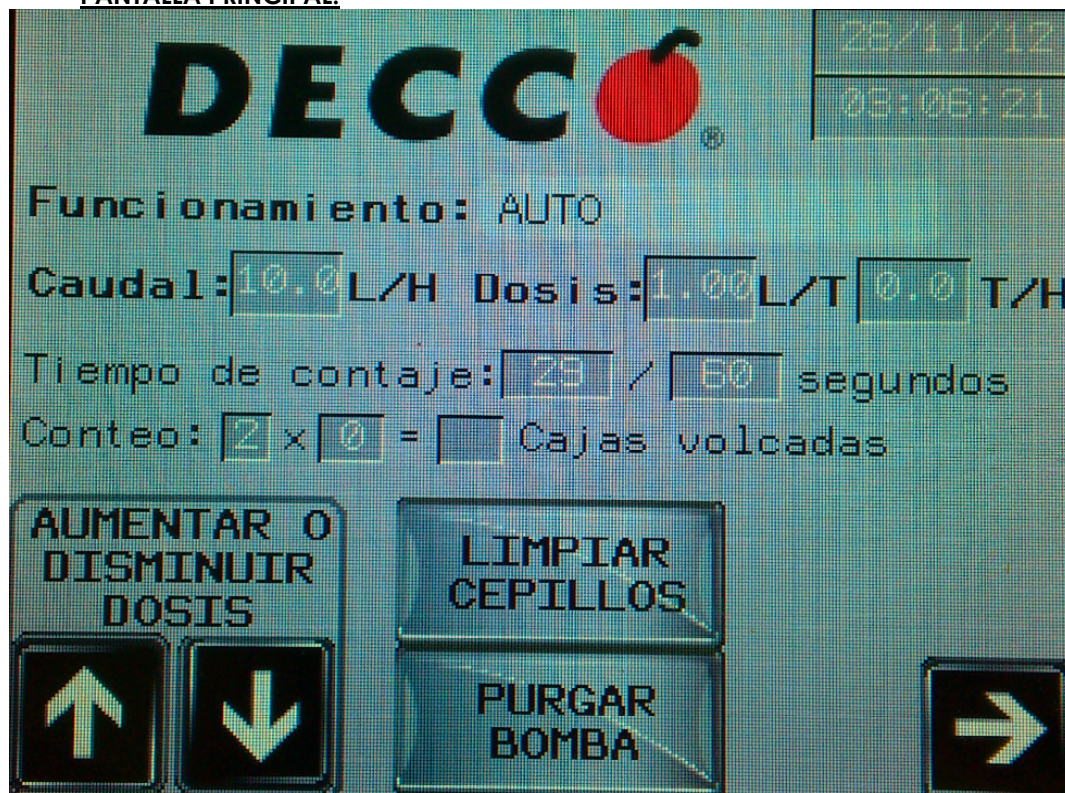 PANTALLA PRINCIPAL:
DECCO®
28/11/12
08:06:21
Funcionamiento: AUTO
Caudal: 10.0 L/H Dosis: 1.00 L/T 0.0 T/H
Tiempo de contaje: 29 / 60 segundos
Conteo: 2 x 0 = Cajas volcadas
AUMENTAR O
DISMINUIR
DOSIS
LIMPIAR
CEPILLOS
PURGAR
BOMBA